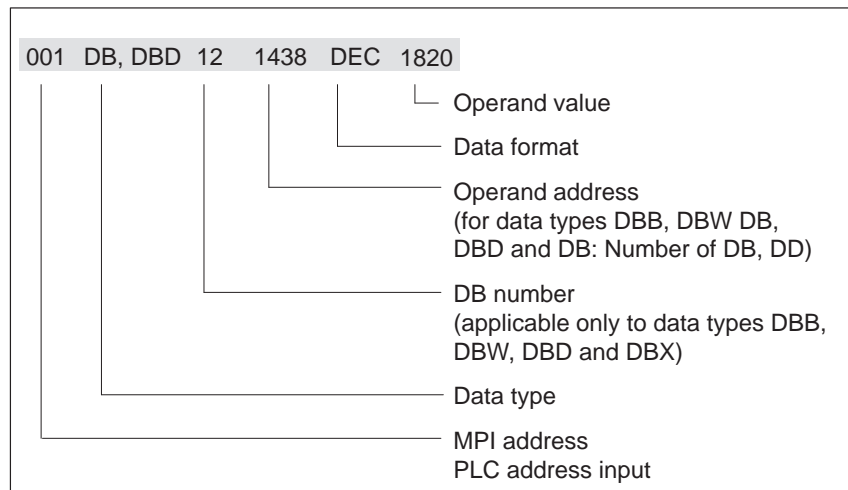 001 DB, DBD 12 1438 DEC 1820
Operand value
Data format
Operand address
(for data types DBB, DBW DB,
DBD and DB: Number of DB, DD)
DB number
(applicable only to data types DBB,
DBW, DBD and DBX)
Data type
MPI address
PLC address input